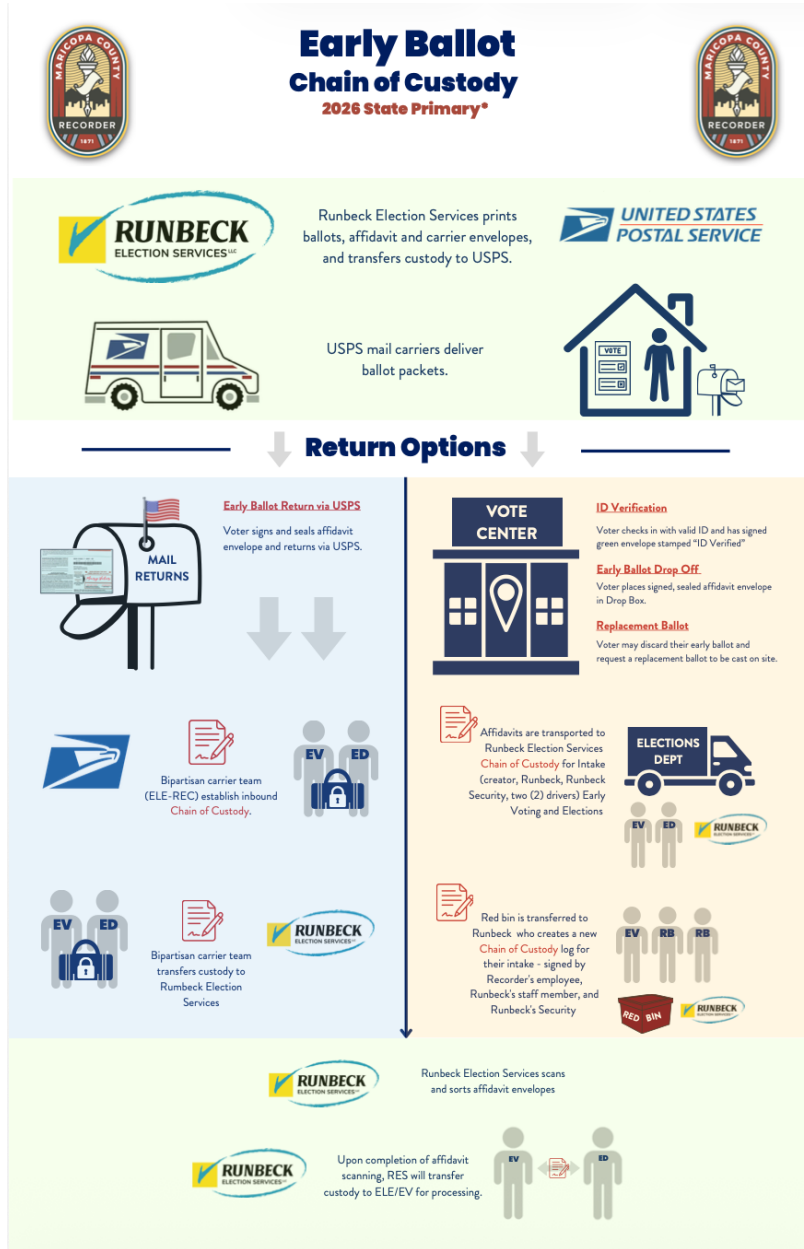 MARICOPA COUNTY
RECORDER
1871
Early Ballot
Chain of Custody
2026 State Primary*
MARICOPA COUNTY
RECORDER
1871
RUNBECK
ELECTION SERVICES LLC
Runbeck Election Services prints
ballots, affidavit and carrier envelopes,
and transfers custody to USPS.
UNITED STATES
POSTAL SERVICE
USPS mail carriers deliver
ballot packets.
VOTE
Return Options
MAIL
RETURNS
Early Ballot Return via USPS
Voter signs and seals affidavit
envelope and returns via USPS.
VOTE
CENTER
ID Verification
Voter checks in with valid ID and has signed
green envelope stamped “ID Verified”
Early Ballot Drop Off
Voter places signed, sealed affidavit envelope
in Drop Box.
Replacement Ballot
Voter may discard their early ballot and
request a replacement ballot to be cast on site.
Bipartisan carrier team
(ELE-REC) establish inbound
Chain of Custody.
EV ED
Affidavits are transported to
Runbeck Election Services
Chain of Custody for Intake
(creator, Runbeck, Runbeck
Security, two (2) drivers) Early
Voting and Elections
ELECTIONS
DEPT
EV ED
RUNBECK
ELECTION SERVICES
EV ED
Bipartisan carrier team
transfers custody to
Rumbeck Election
Services
RUNBECK
ELECTION SERVICES
Red bin is transferred to
Runbeck who creates a new
Chain of Custody log for
their intake - signed by
Recorder's employee,
Runbeck's staff member, and
Runbeck's Security
EV RB RB
RED BIN
RUNBECK
ELECTION SERVICES
RUNBECK
ELECTION SERVICES
Runbeck Election Services scans
and sorts affidavit envelopes
RUNBECK
ELECTION SERVICES
Upon completion of affidavit
scanning, RES will transfer
custody to ELE/EV for processing.
EV ED